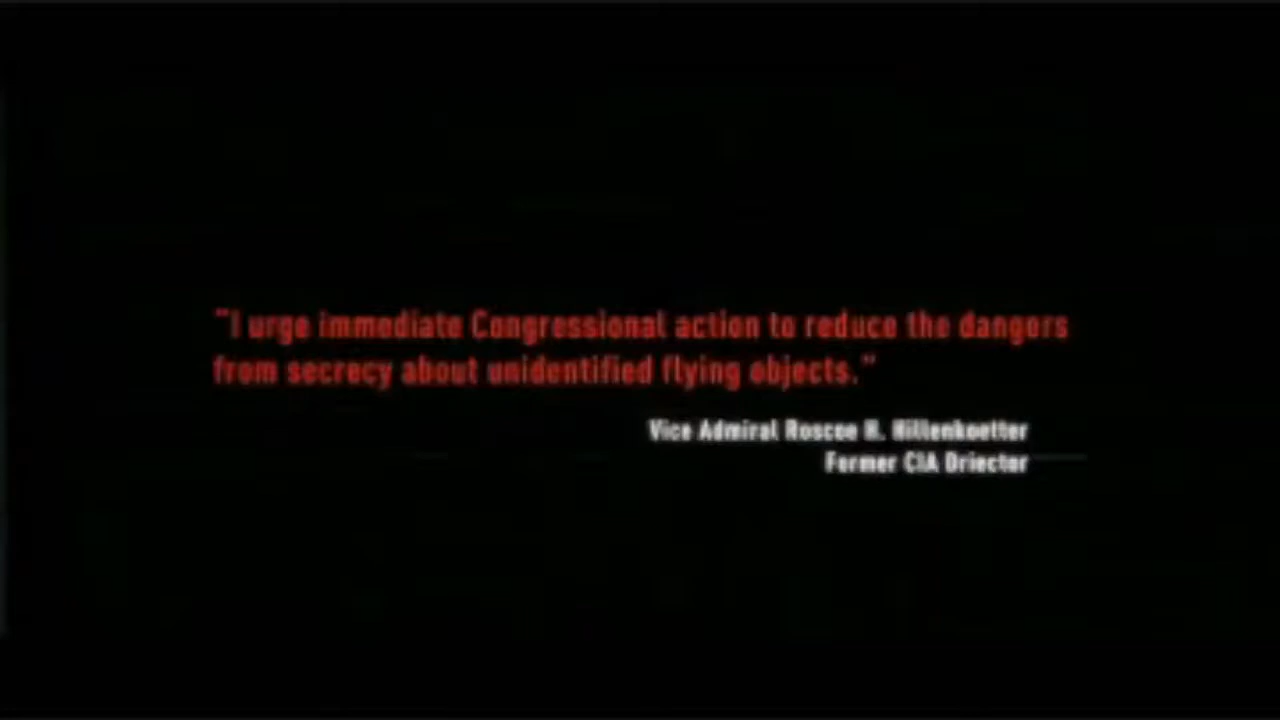 "I urge immediate Congressional action to reduce the dangers
from secrecy about unidentified flying objects."
Vice Admiral Roscoe H. Hillenkoetter
Former CIA Driector